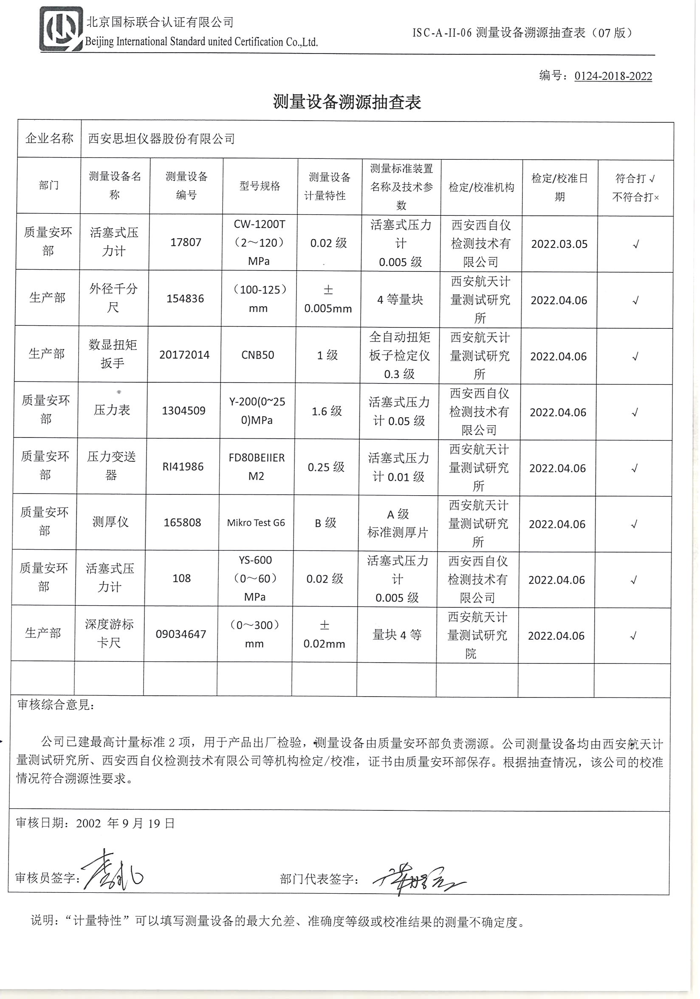 北京国标联合认证有限公司
Beijing International Standard united Certification Co.,Ltd.
ISC-A-II-06 测量设备溯源抽查表（07 版）
编号：0124-2018-2022
测量设备溯源抽查表
企业名称 西安思坦仪器股份有限公司
部门 测量设备名称 测量设备编号 型号规格 测量设备计量特性 测量标准装置名称及技术参数 检定/校准机构 检定/校准日期 符合打√ 不符合打×
质量安环部 活塞式压力计 17807 CW-1200T（2～120）MPa 0.02 级 活塞式压力计 0.005 级 西安西自仪检测技术有限公司 2022.03.05 √
生产部 外径千分尺 154836 （100-125）mm ±0.005mm 4 等量块 西安航天计量测试研究所 2022.04.06 √
生产部 数显扭矩扳手 20172014 CNB50 1 级 全自动扭矩板子检定仪 0.3 级 西安航天计量测试研究所 2022.04.06 √
质量安环部 压力表 1304509 Y-200(0~250)MPa 1.6 级 活塞式压力计 0.05 级 西安西自仪检测技术有限公司 2022.04.06 √
质量安环部 压力变送器 RI41986 FD80BEIIERM2 0.25 级 活塞式压力计 0.01 级 西安航天计量测试研究所 2022.04.06 √
质量安环部 测厚仪 165808 Mikro Test G6 B 级 A 级 标准测厚片 西安航天计量测试研究所 2022.04.06 √
质量安环部 活塞式压力计 108 YS-600（0～60）MPa 0.02 级 活塞式压力计 0.005 级 西安西自仪检测技术有限公司 2022.04.06 √
生产部 深度游标卡尺 09034647 （0～300）mm ±0.02mm 量块 4 等 西安航天计量测试研究院 2022.04.06 √
审核综合意见：
公司已建最高计量标准 2 项，用于产品出厂检验，测量设备由质量安环部负责溯源。公司测量设备均由西安航天计
量测试研究所、西安西自仪检测技术有限公司等机构检定/校准，证书由质量安环部保存。根据抽查情况，该公司的校准
情况符合溯源性要求。
审核日期：2002 年 9 月 19 日
审核员签字：
部门代表签字：
说明：“计量特性”可以填写测量设备的最大允差、准确度等级或校准结果的测量不确定度。